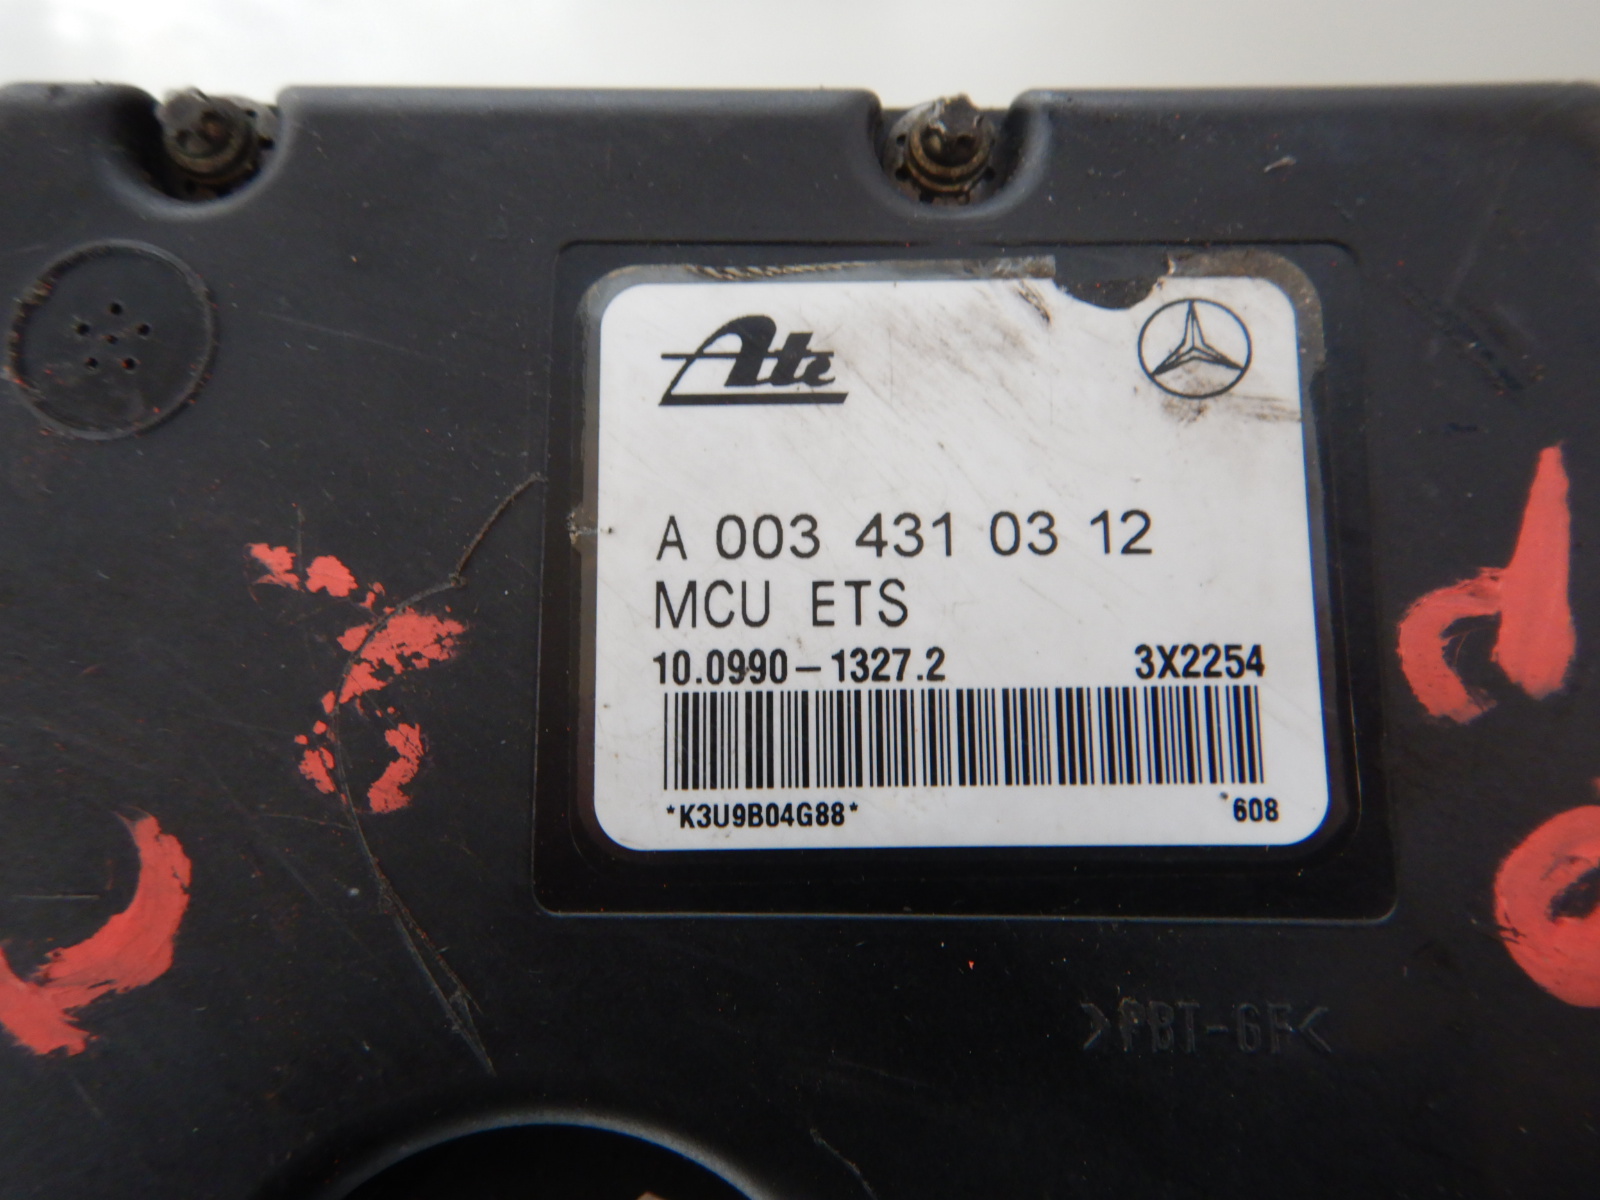 Ate
A 003 431 03 12
MCU ETS
10.0990-1327.2 3X2254
*K3U9B04G88* *608
>PBT-GF<